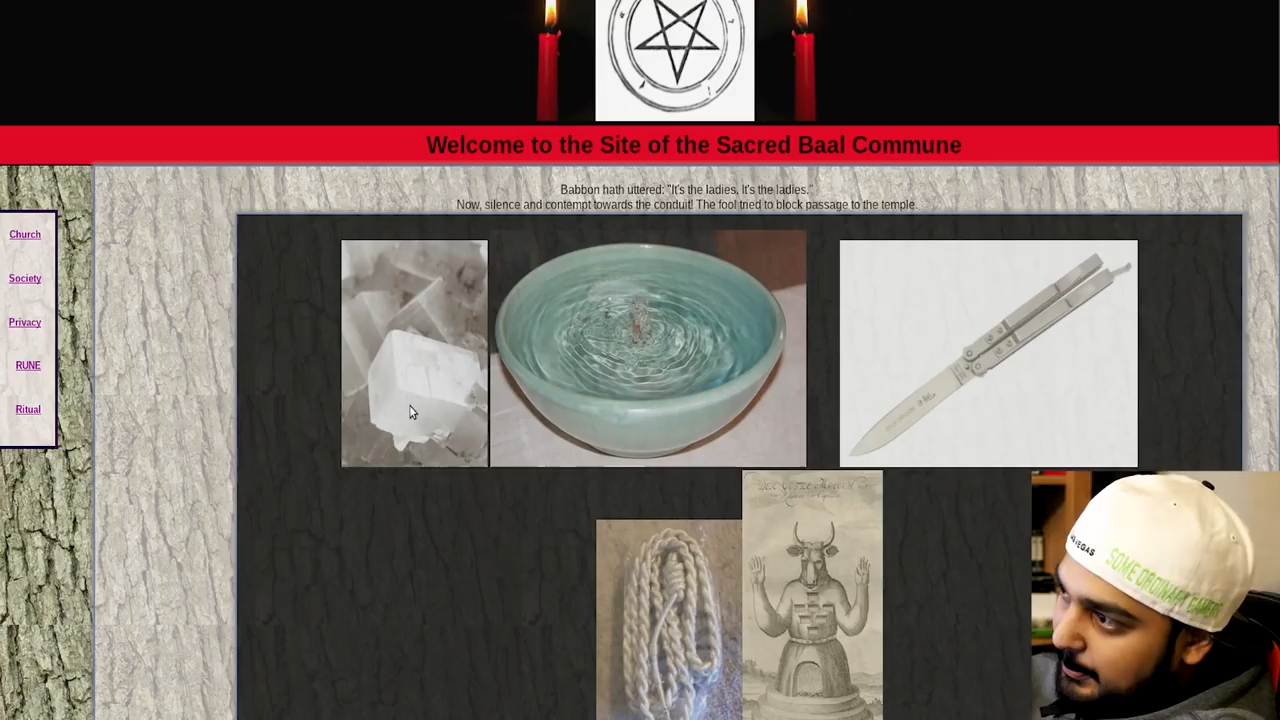 Welcome to the Site of the Sacred Baal Commune
Babbon hath uttered: "It's the ladies, It's the ladies."
Now, silence and contempt towards the conduit! The fool tried to block passage to the temple.
Church
Society
Privacy
RUNE
Ritual
VEGAS
SOME ORDINARY GAMERS